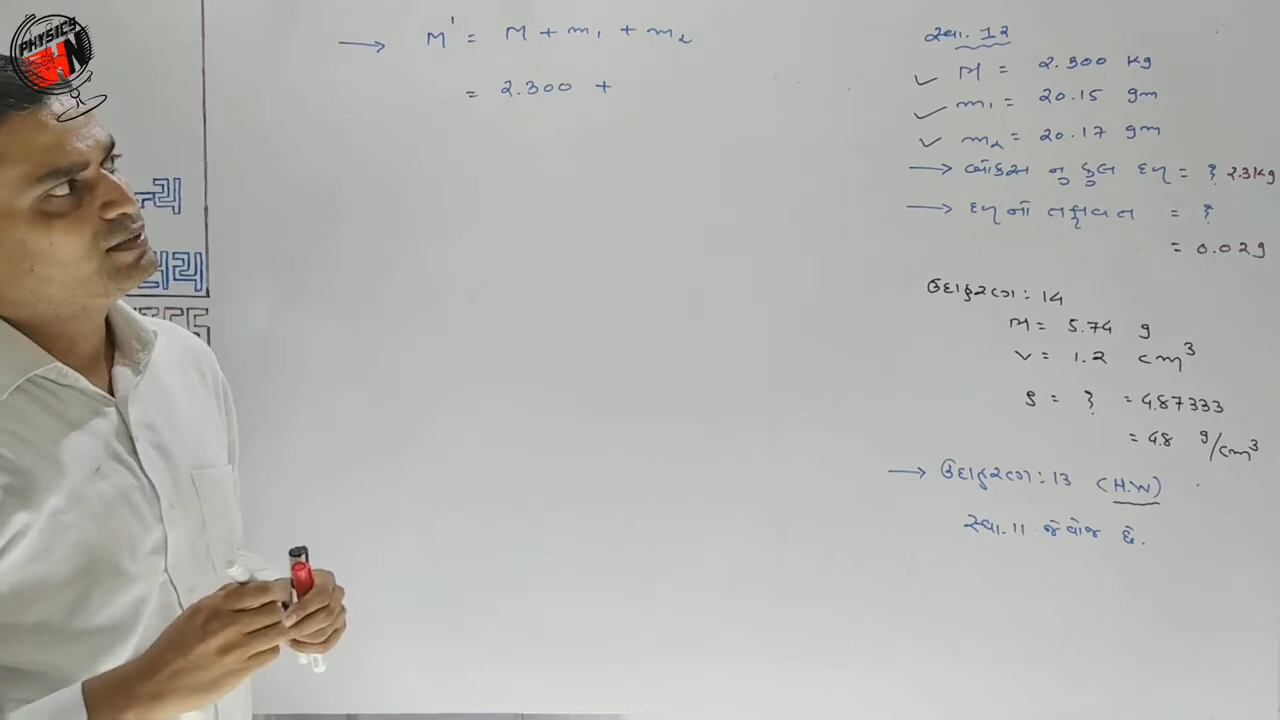 PHYSICS
HN
ન્ય
સય
→ M' = M + m₁ + m₂
= 2.300 +
સ્વા. 12
✓ M = 2.300 Kg
✓ m₁ = 20.15 gm
✓ m₂ = 20.17 gm
→ બોક્સ નુ કુલ દળ = ? 2.3Kg
→ દળનો તફાવત = ?
= 0.02g
ઉદાહરણ: 14
M = 5.74 g
V = 1.2 cm³
ρ = ? = 4.87333
= 4.8 g/cm³
→ ઉદાહરણ: 13 (H.W)
સ્વા. 11 જેવોજ છે.